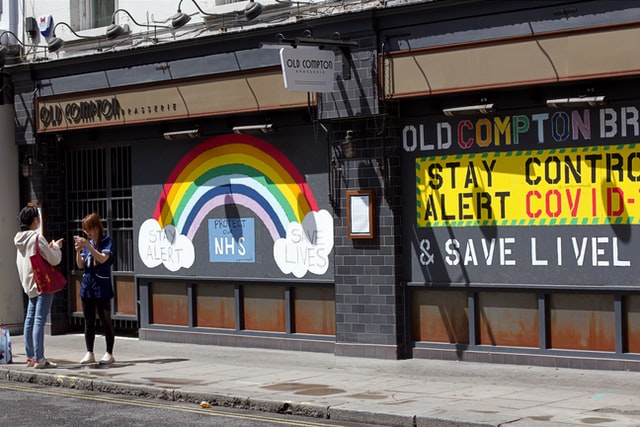 OLD COMPTON
BRASSERIE
OLD COMPTON BRASSERIE
STAY ALERT
PROTECT
NHS
SAVE LIVES
OLD COMPTON BR
STAY CONTRO
ALERT COVID-
& SAVE LIVEL